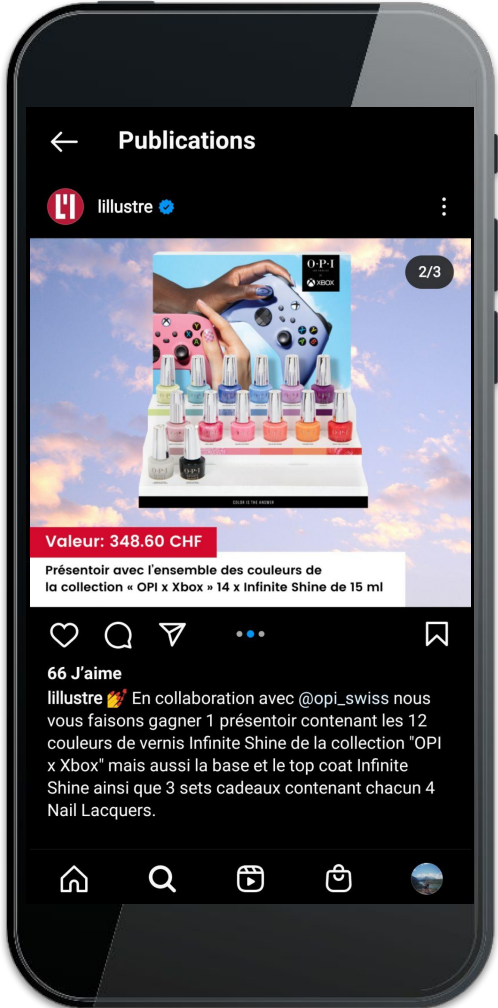 Publications
lillustre
2/3
O·P·I
XBOX
COLOR IS THE ANSWER
Valeur: 348.60 CHF
Présentoir avec l'ensemble des couleurs de
la collection « OPI x Xbox » 14 x Infinite Shine de 15 ml
66 J'aime
lillustre 💅 En collaboration avec @opi_swiss nous
vous faisons gagner 1 présentoir contenant les 12
couleurs de vernis Infinite Shine de la collection "OPI
x Xbox" mais aussi la base et le top coat Infinite
Shine ainsi que 3 sets cadeaux contenant chacun 4
Nail Lacquers.